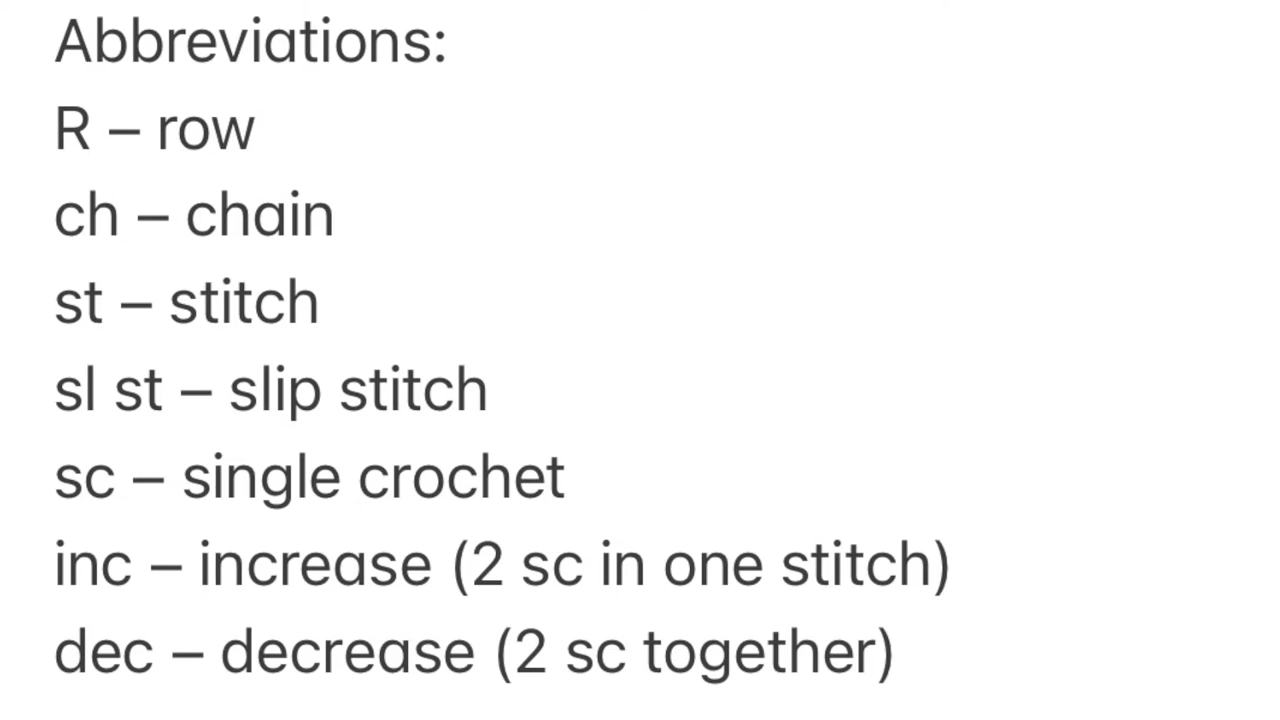 Abbreviations:
R – row
ch – chain
st – stitch
sl st – slip stitch
sc – single crochet
inc – increase (2 sc in one stitch)
dec – decrease (2 sc together)